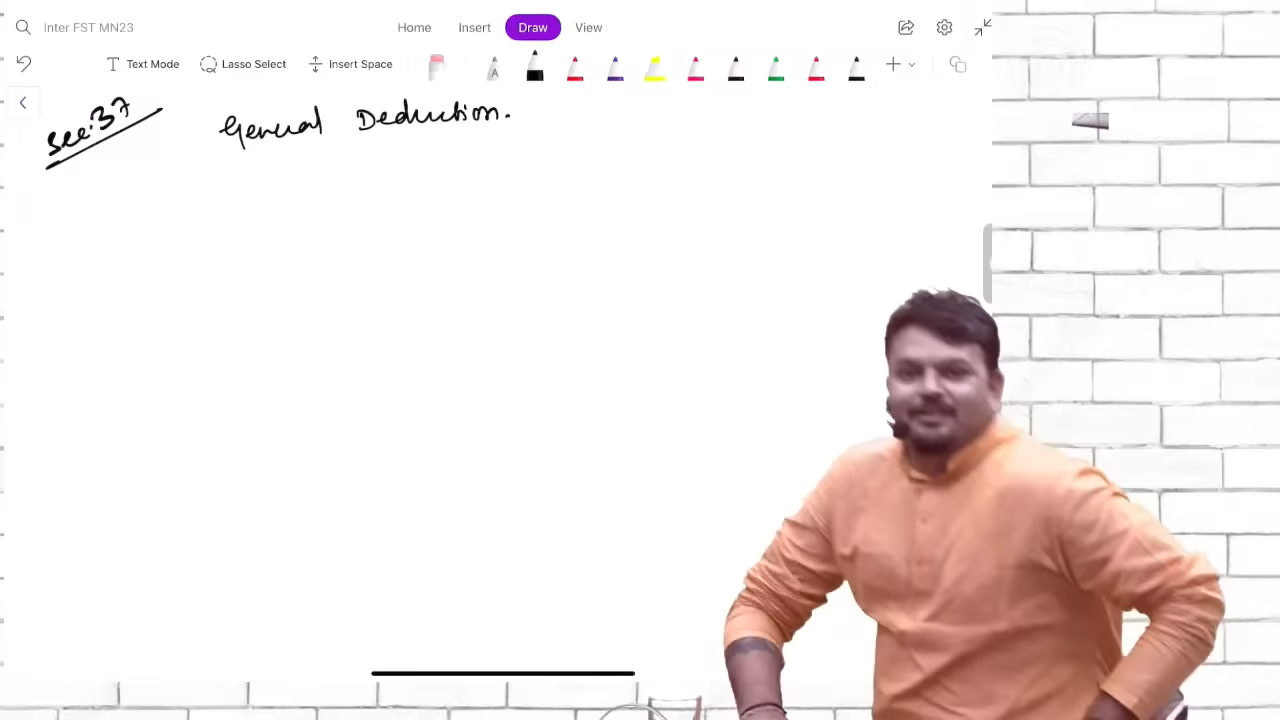 Inter FST MN23
Home Insert Draw View
Text Mode Lasso Select Insert Space
A
Sec.37 General Deduction.